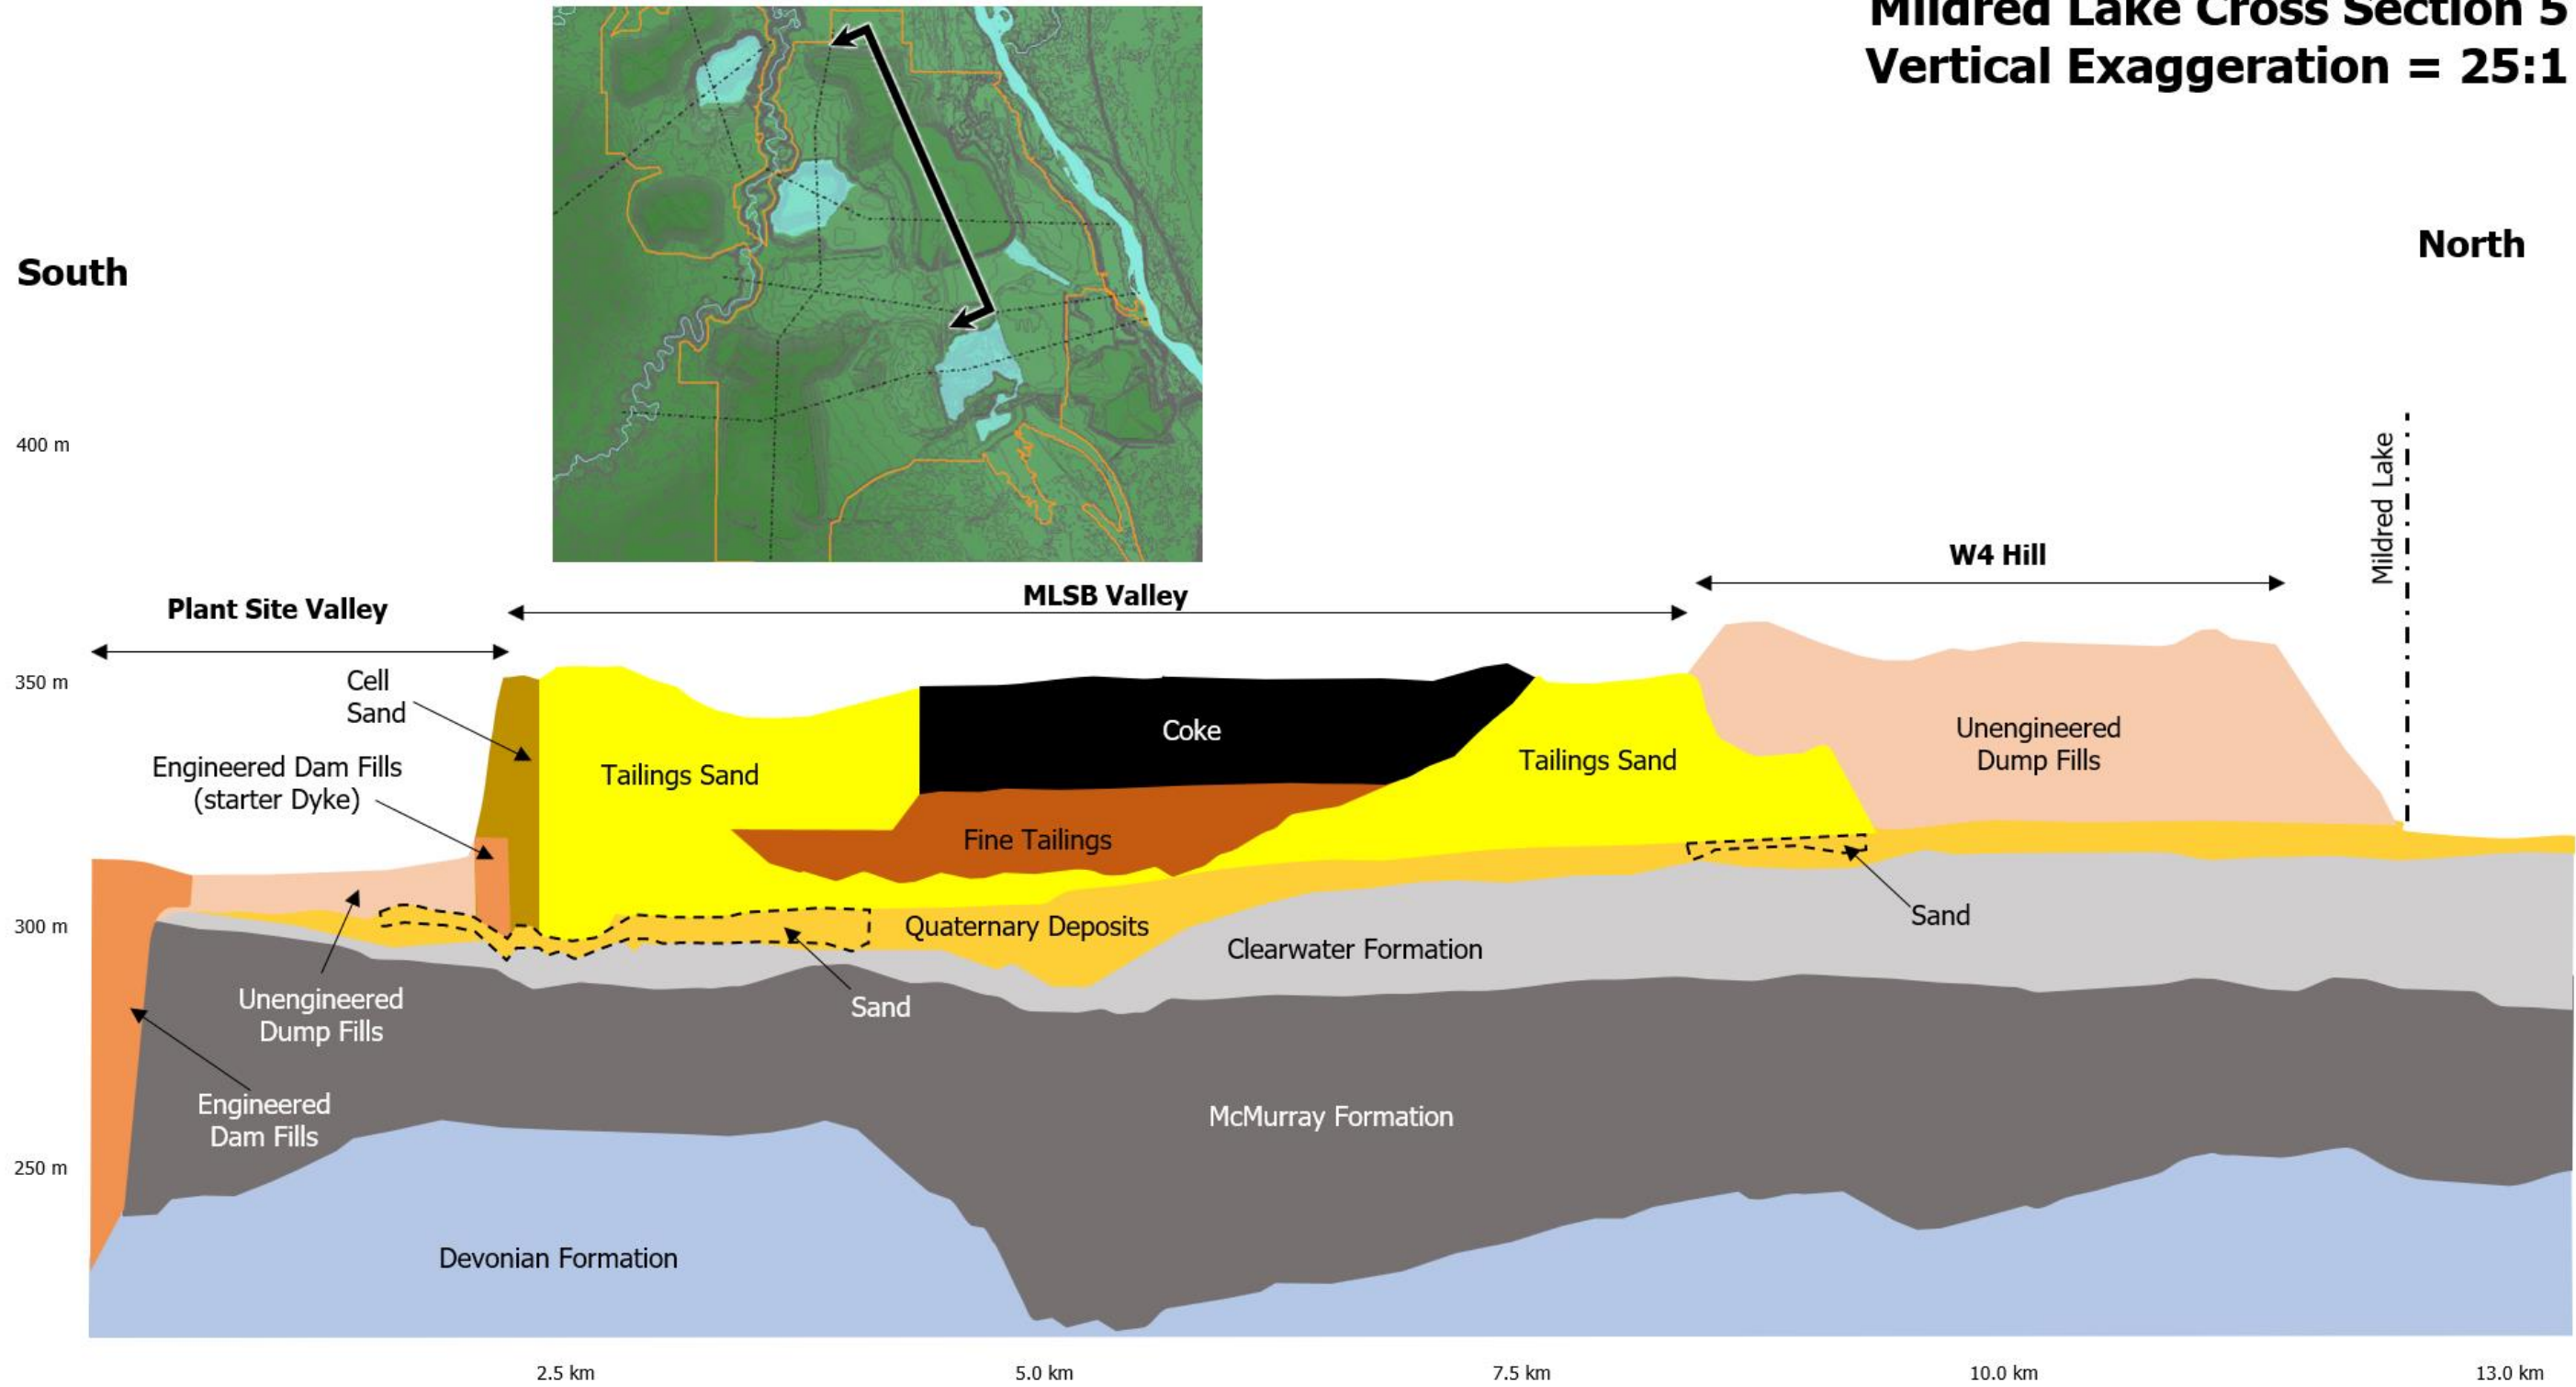 Mildred Lake Cross Section 5
Vertical Exaggeration = 25:1
South
North
400 m
Mildred Lake
W4 Hill
MLSB Valley
Plant Site Valley
350 m
Cell
Sand
Engineered Dam Fills
(starter Dyke)
Tailings Sand
Coke
Tailings Sand
Unengineered
Dump Fills
Fine Tailings
300 m
Quaternary Deposits
Sand
Clearwater Formation
Unengineered
Dump Fills
Sand
Engineered
Dam Fills
McMurray Formation
250 m
Devonian Formation
2.5 km
5.0 km
7.5 km
10.0 km
13.0 km